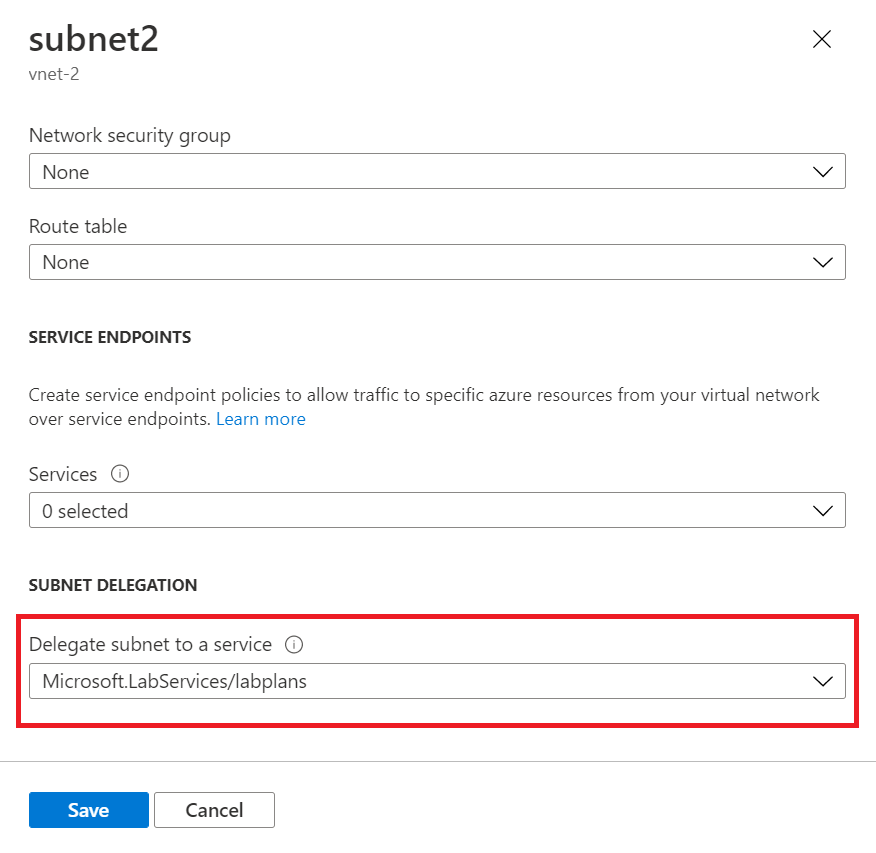 subnet2
vnet-2
Network security group
None
Route table
None
SERVICE ENDPOINTS
Create service endpoint policies to allow traffic to specific azure resources from your virtual network
over service endpoints. Learn more
Services
0 selected
SUBNET DELEGATION
Delegate subnet to a service
Microsoft.LabServices/labplans
Save Cancel